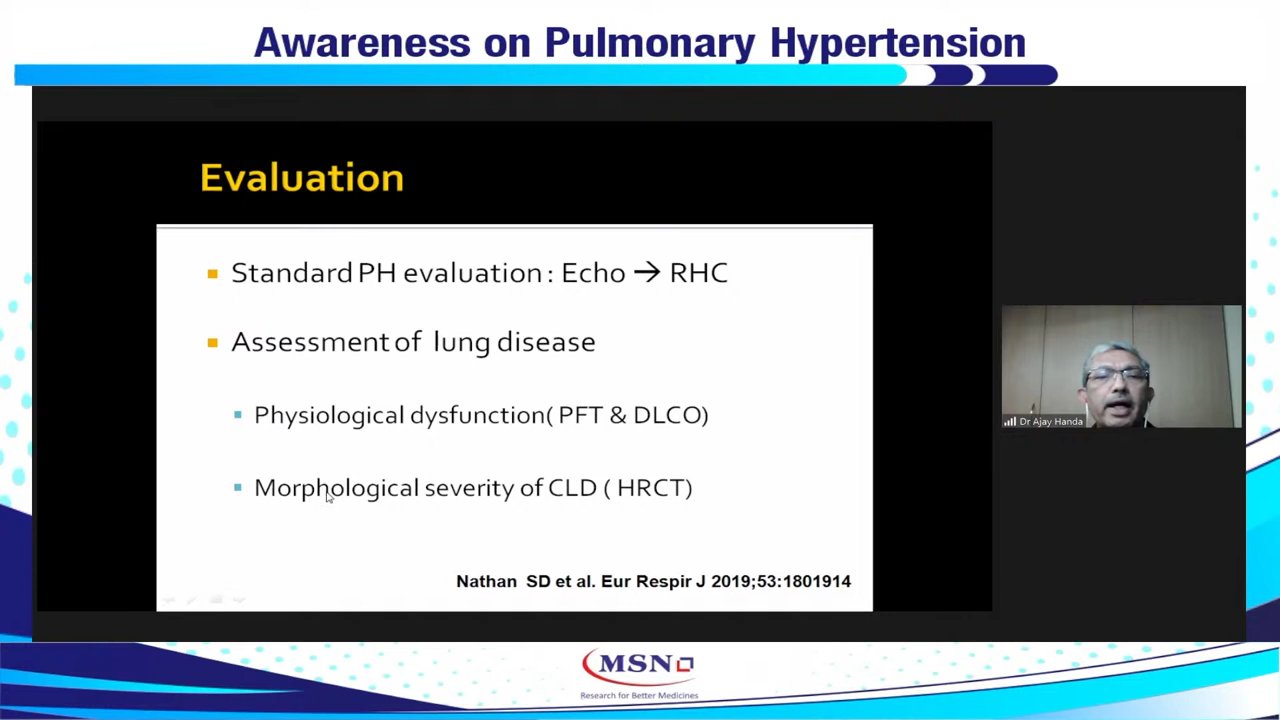 Awareness on Pulmonary Hypertension
Evaluation
Standard PH evaluation : Echo → RHC
Assessment of lung disease
Physiological dysfunction( PFT & DLCO)
Morphological severity of CLD ( HRCT)
Nathan SD et al. Eur Respir J 2019;53:1801914
Dr Ajay Handa
MSN
Research for Better Medicines